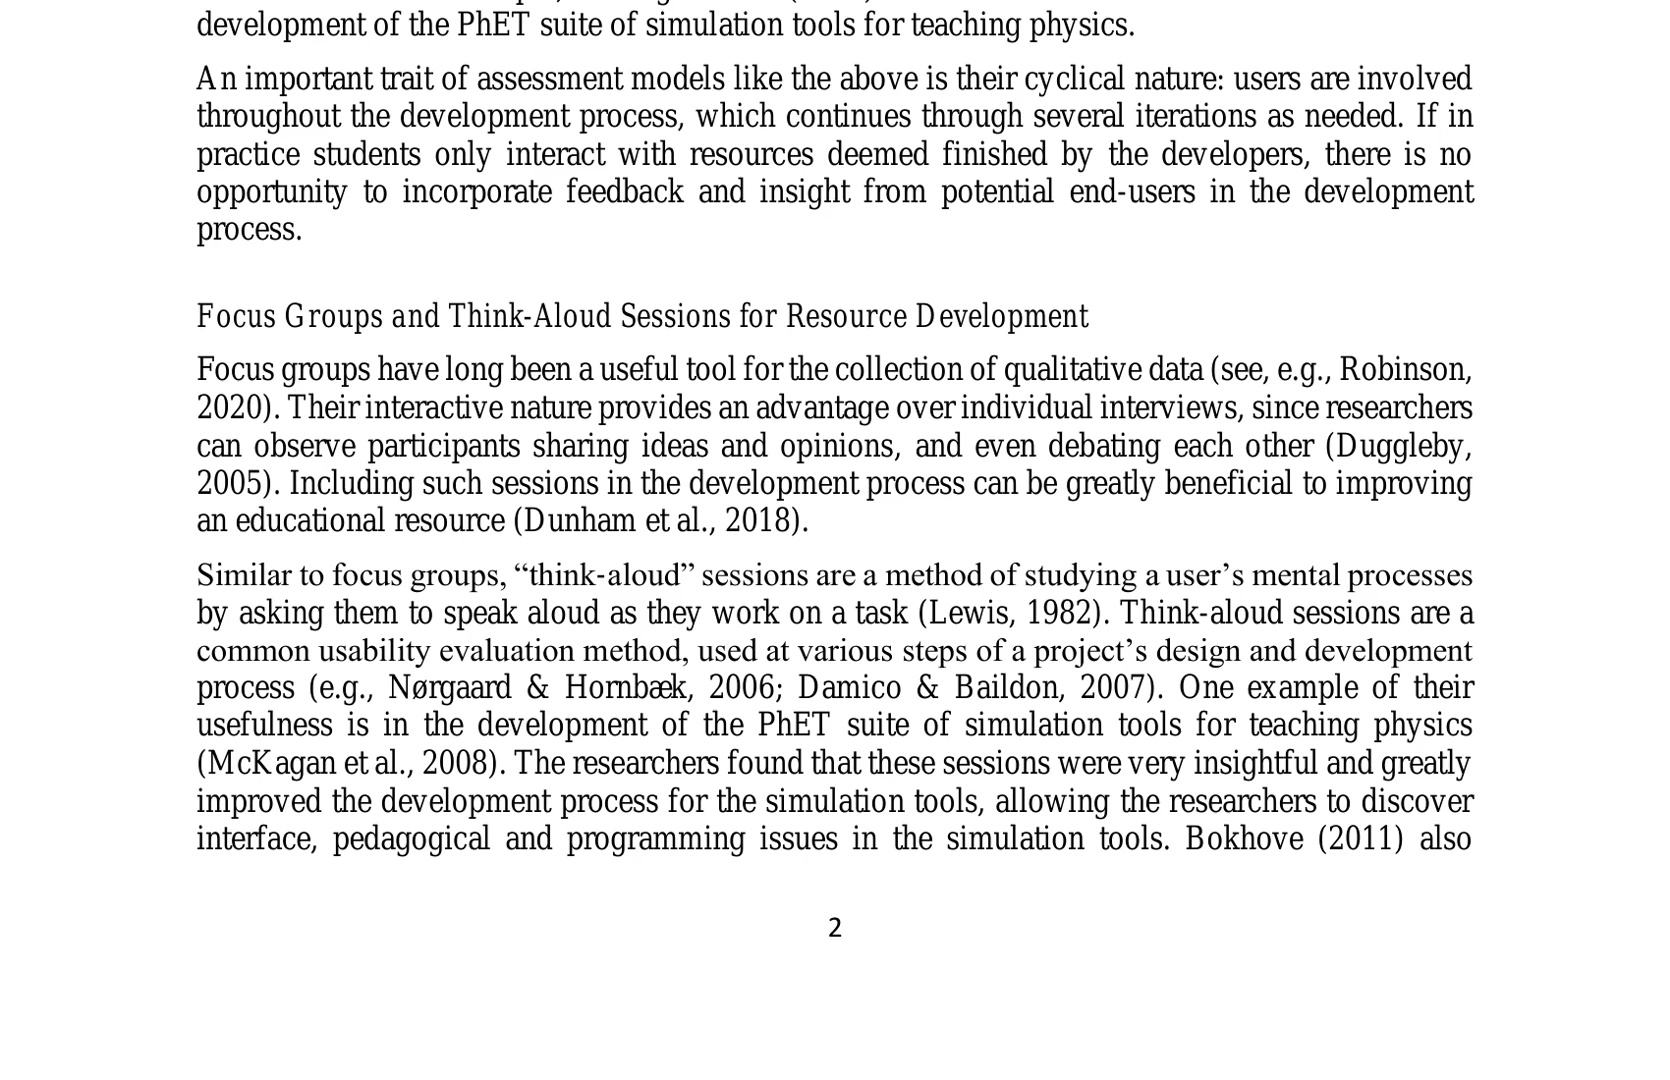 development of the PhET suite of simulation tools for teaching physics.
An important trait of assessment models like the above is their cyclical nature: users are involved
throughout the development process, which continues through several iterations as needed. If in
practice students only interact with resources deemed finished by the developers, there is no
opportunity to incorporate feedback and insight from potential end-users in the development
process.
Focus Groups and Think-Aloud Sessions for Resource Development
Focus groups have long been a useful tool for the collection of qualitative data (see, e.g., Robinson,
2020). Their interactive nature provides an advantage over individual interviews, since researchers
can observe participants sharing ideas and opinions, and even debating each other (Duggleby,
2005). Including such sessions in the development process can be greatly beneficial to improving
an educational resource (Dunham et al., 2018).
Similar to focus groups, “think-aloud” sessions are a method of studying a user’s mental processes
by asking them to speak aloud as they work on a task (Lewis, 1982). Think-aloud sessions are a
common usability evaluation method, used at various steps of a project’s design and development
process (e.g., Nørgaard & Hornbæk, 2006; Damico & Baildon, 2007). One example of their
usefulness is in the development of the PhET suite of simulation tools for teaching physics
(McKagan et al., 2008). The researchers found that these sessions were very insightful and greatly
improved the development process for the simulation tools, allowing the researchers to discover
interface, pedagogical and programming issues in the simulation tools. Bokhove (2011) also
2